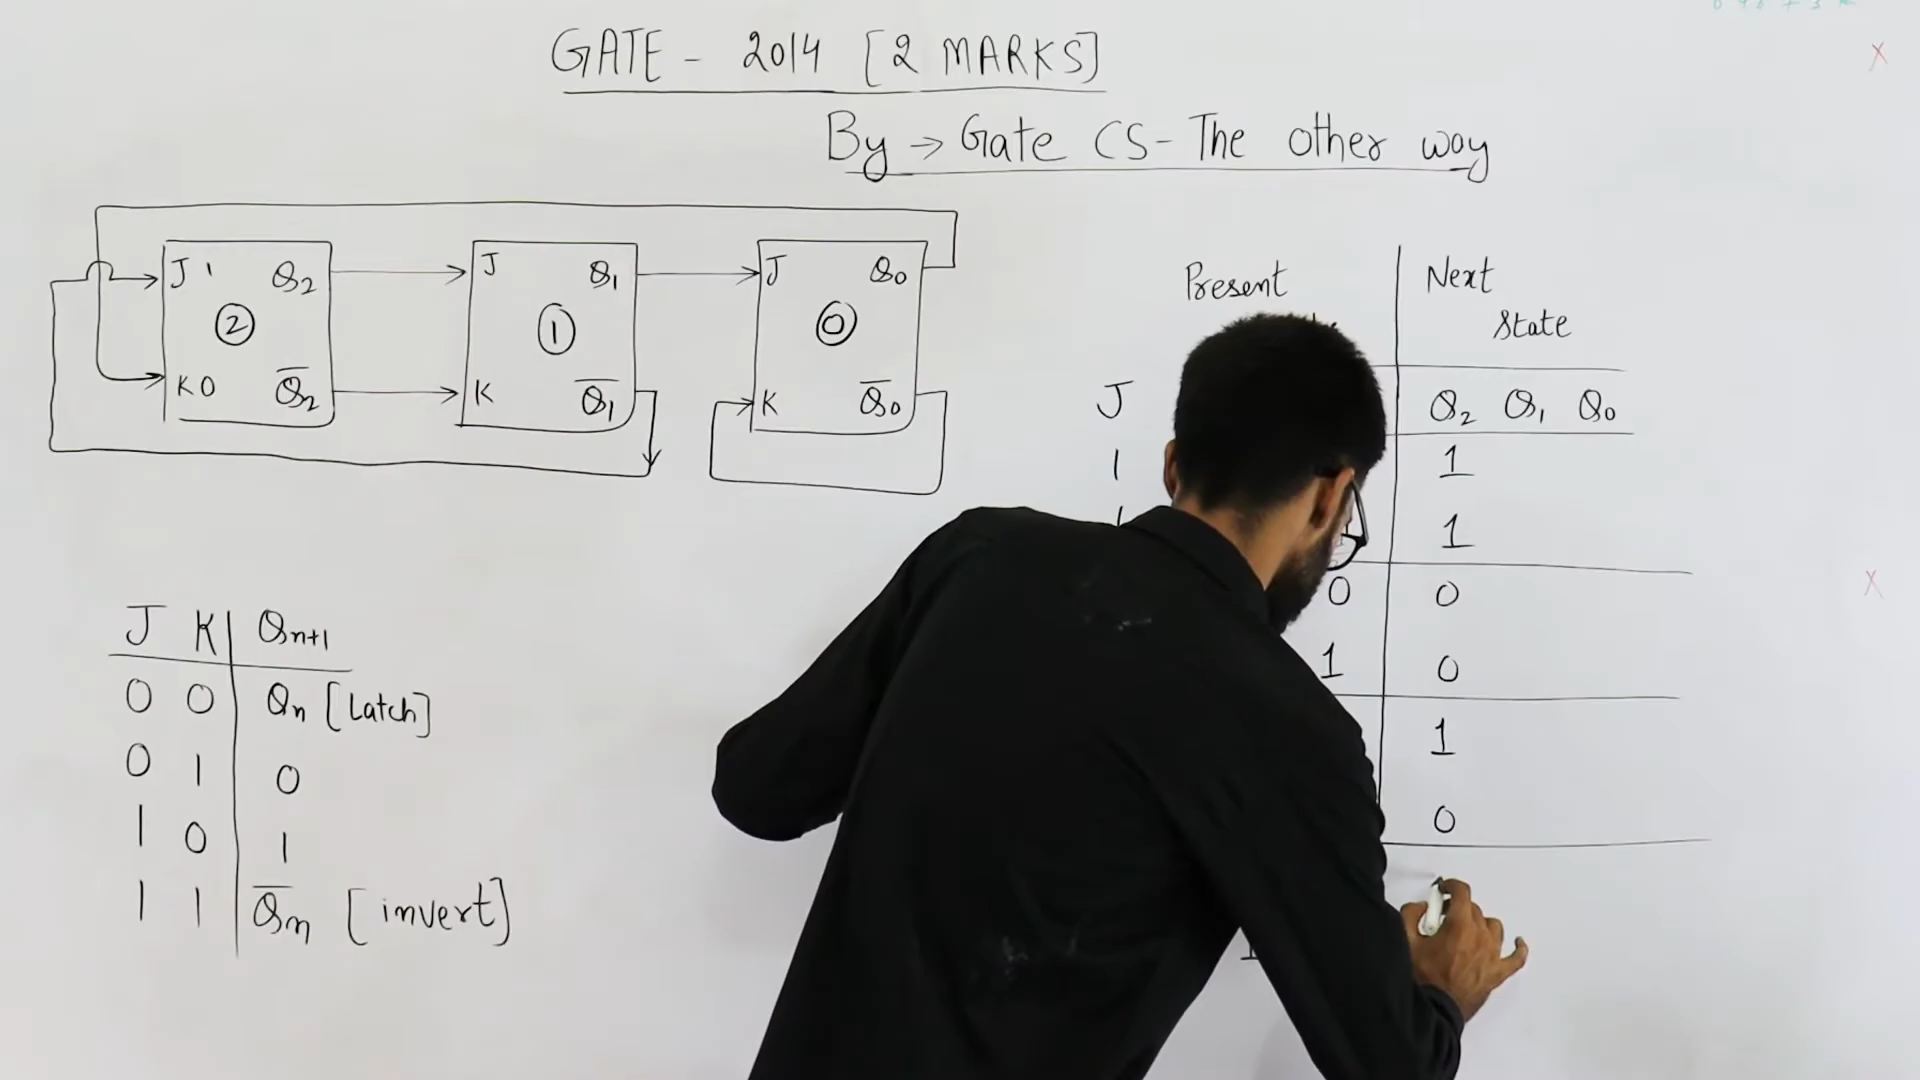 GATE - 2014 [2 MARKS]
By → Gate CS - The other way
J 1 Q2 J Q1 J Q0
② ① ⓪
K 0 Q̅2 K Q̅1 K Q̅0
Present
Next
State
J
Q2 Q1 Q0
1 1
1 1
0 0
1 0
1
0
J K Qn+1
0 0 Qn [Latch]
0 1 0
1 0 1
1 1 Q̅n [invert]